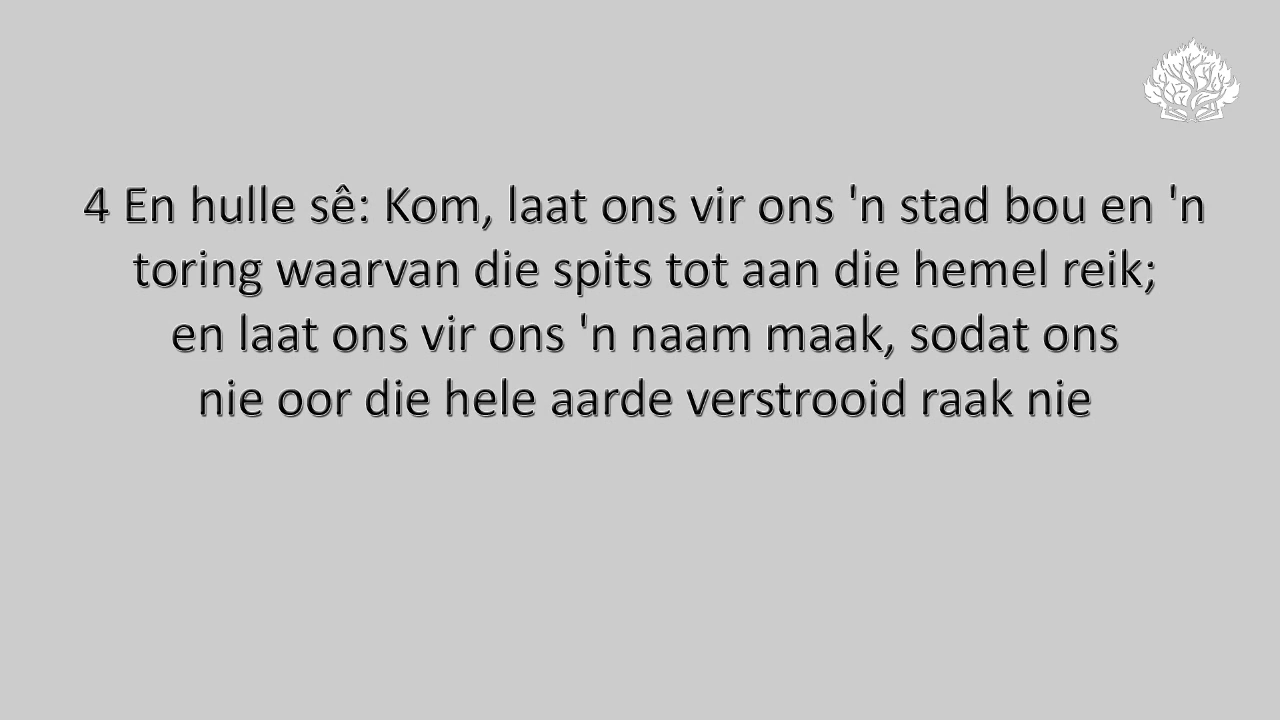 4 En hulle sê: Kom, laat ons vir ons 'n stad bou en 'n
toring waarvan die spits tot aan die hemel reik;
en laat ons vir ons 'n naam maak, sodat ons
nie oor die hele aarde verstrooid raak nie